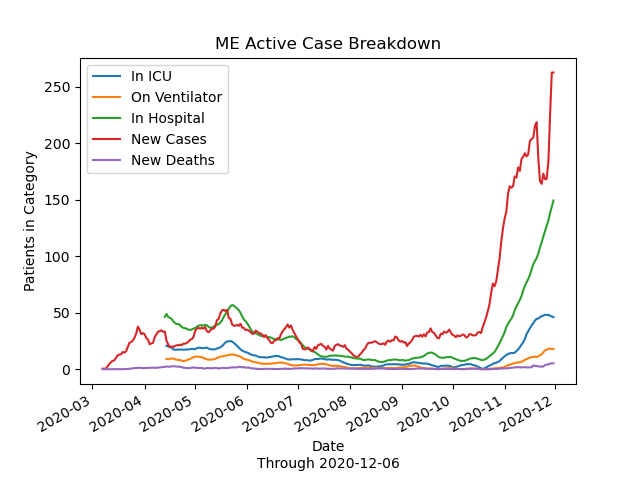 ME Active Case Breakdown
In ICU
On Ventilator
In Hospital
New Cases
New Deaths
Patients in Category
250
200
150
100
50
0
2020-03
2020-04
2020-05
2020-06
2020-07
2020-08
2020-09
2020-10
2020-11
2020-12
Date
Through 2020-12-06